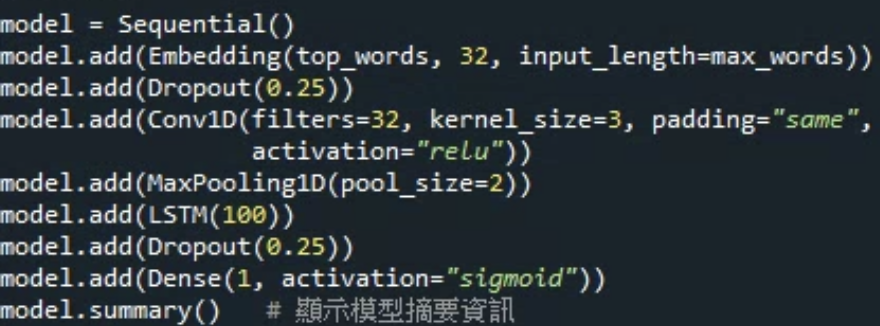 model = Sequential()
model.add(Embedding(top_words, 32, input_length=max_words))
model.add(Dropout(0.25))
model.add(Conv1D(filters=32, kernel_size=3, padding="same",
                 activation="relu"))
model.add(MaxPooling1D(pool_size=2))
model.add(LSTM(100))
model.add(Dropout(0.25))
model.add(Dense(1, activation="sigmoid"))
model.summary()   # 顯示模型摘要資訊